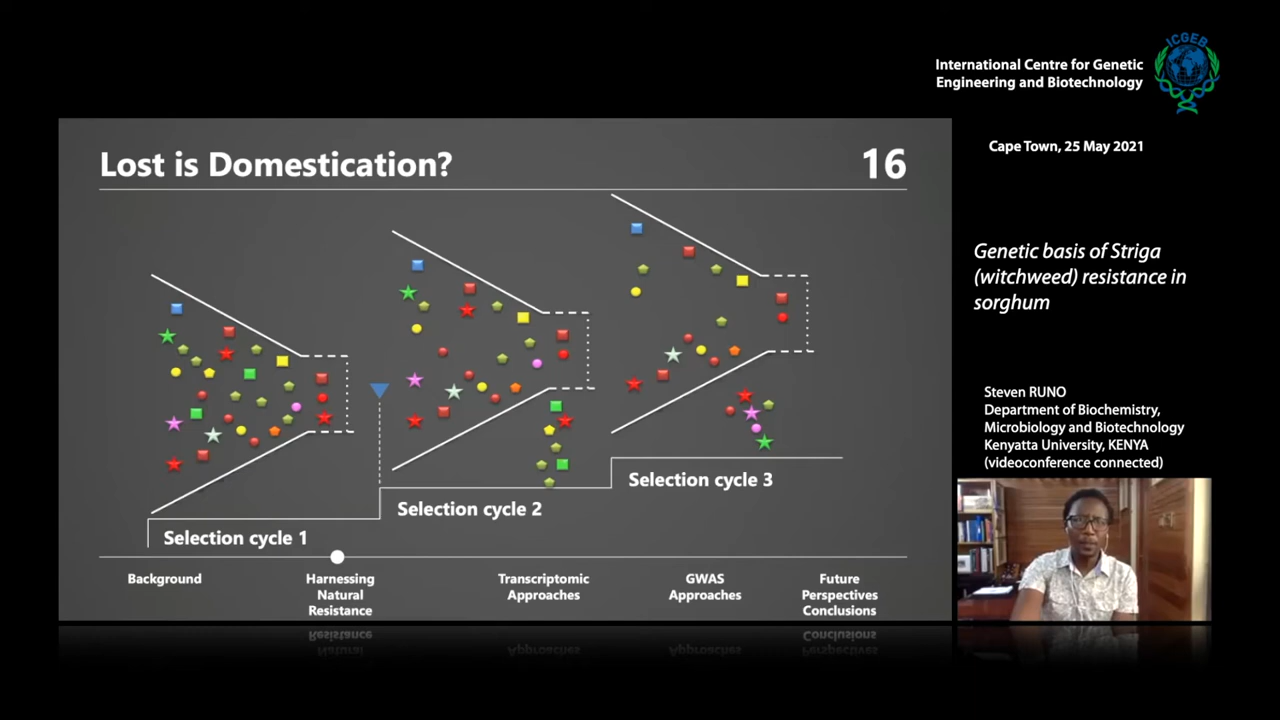 International Centre for Genetic
Engineering and Biotechnology
ICGEB
Cape Town, 25 May 2021
Lost is Domestication?
16
Genetic basis of Striga
(witchweed) resistance in
sorghum
Steven RUNO
Department of Biochemistry,
Microbiology and Biotechnology
Kenyatta University, KENYA
(videoconference connected)
Selection cycle 3
Selection cycle 2
Selection cycle 1
Background
Harnessing
Natural
Resistance
Transcriptomic
Approaches
GWAS
Approaches
Future
Perspectives
Conclusions